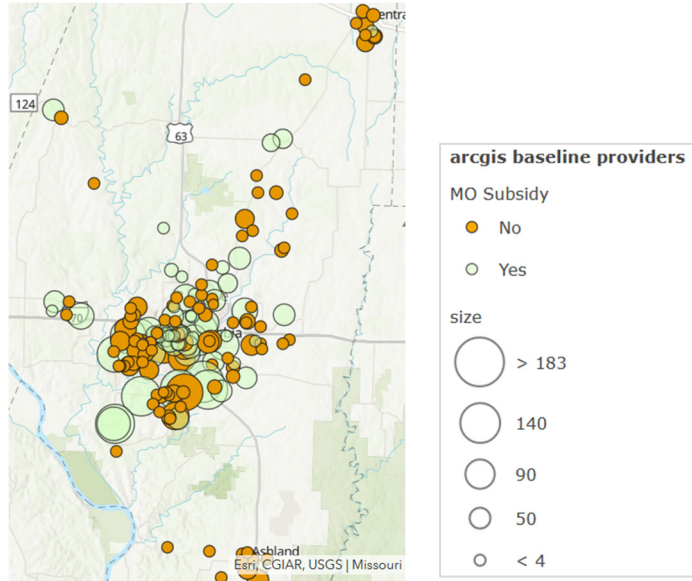 entra
124
63
arcgis baseline providers
MO Subsidy
No
Yes
70
size
> 183
140
90
50
< 4
Ashland
Esri, CGIAR, USGS | Missouri